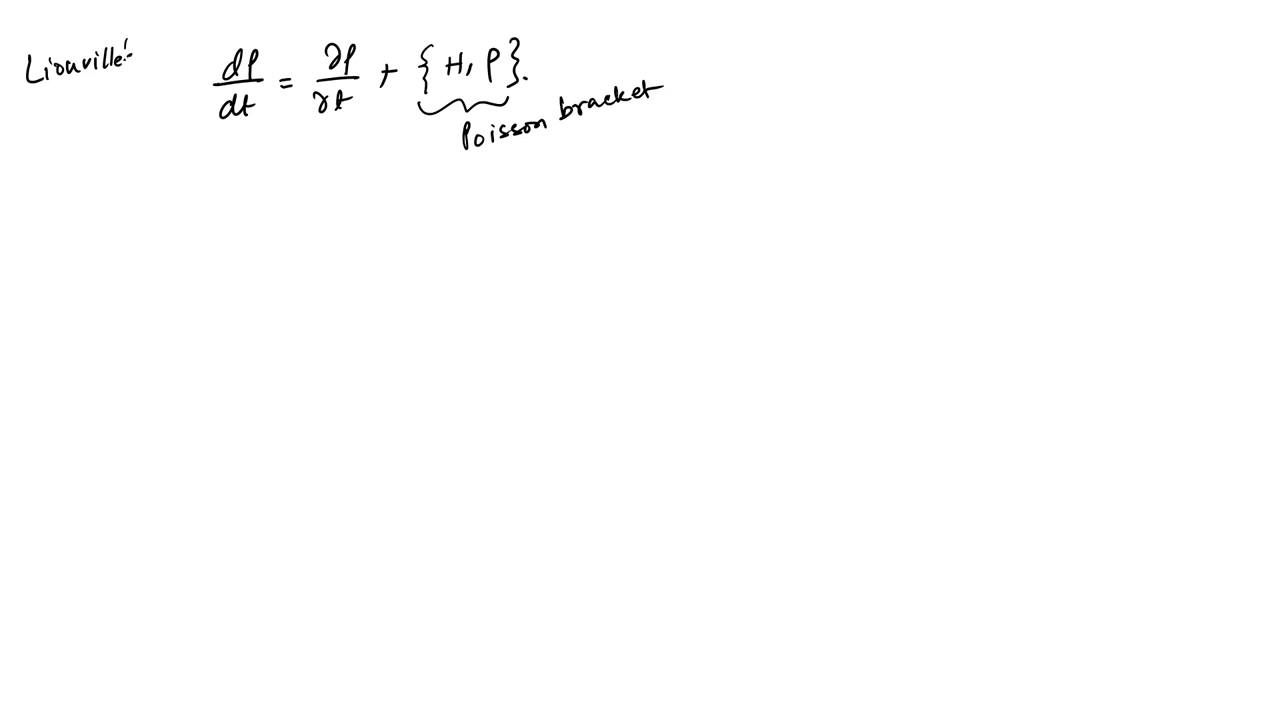 Liouville:- dρ/dt = ∂ρ/∂t + {H, ρ}.
Poisson bracket